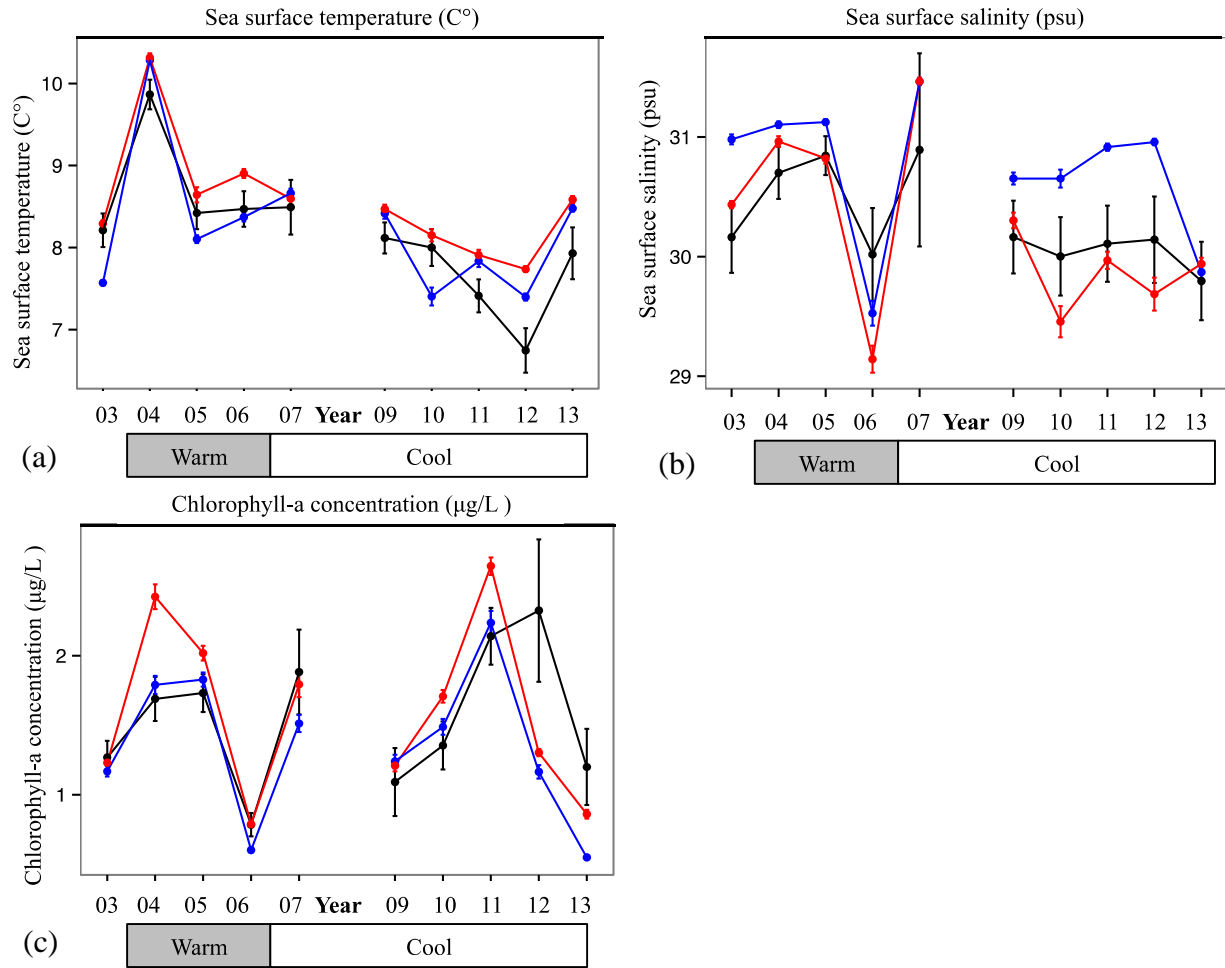 Sea surface temperature (C°)
Sea surface temperature (C°)
10
9
8
7
03 04 05 06 07 Year 09 10 11 12 13
(a) Warm Cool
Sea surface salinity (psu)
Sea surface salinity (psu)
31
30
29
03 04 05 06 07 Year 09 10 11 12 13
(b) Warm Cool
Chlorophyll-a concentration (µg/L )
Chlorophyll-a concentration (µg/L)
2
1
03 04 05 06 07 Year 09 10 11 12 13
(c) Warm Cool